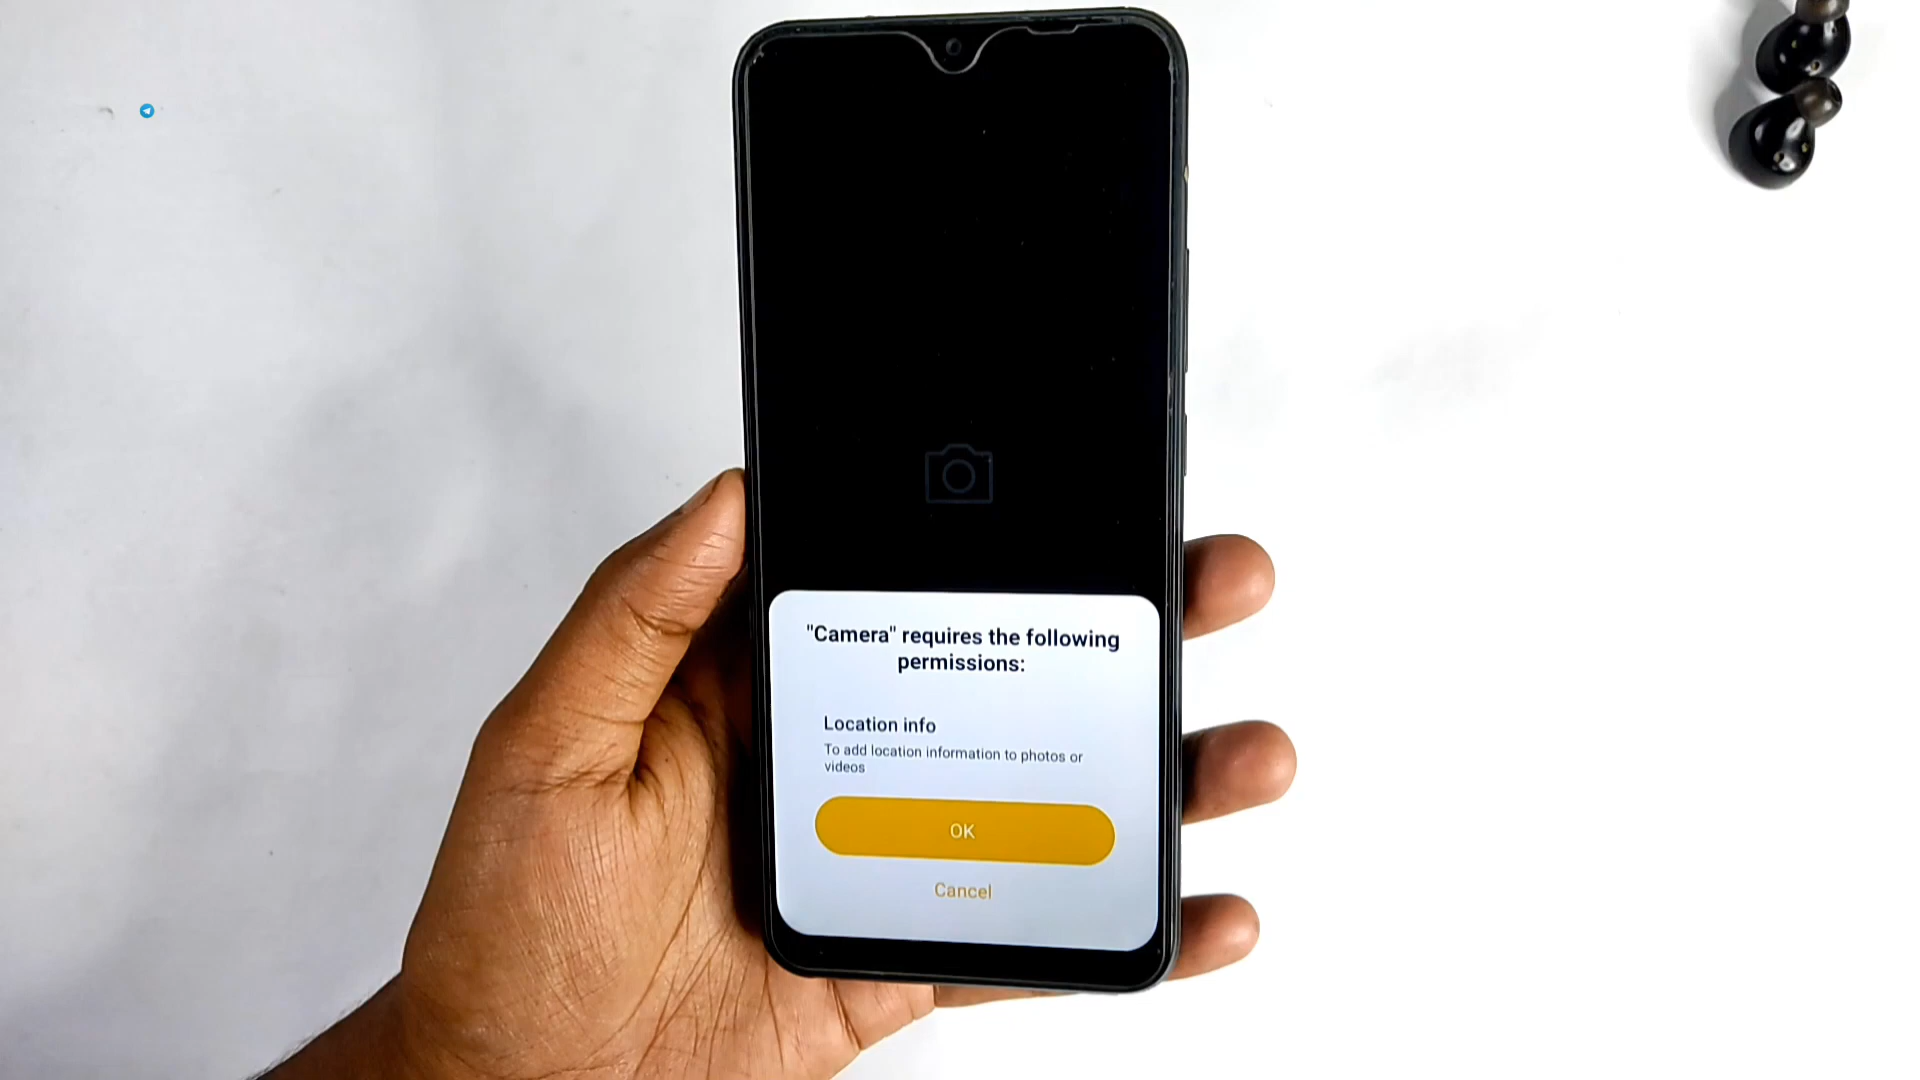 "Camera" requires the following
permissions:
Location info
To add location information to photos or
videos
OK
Cancel